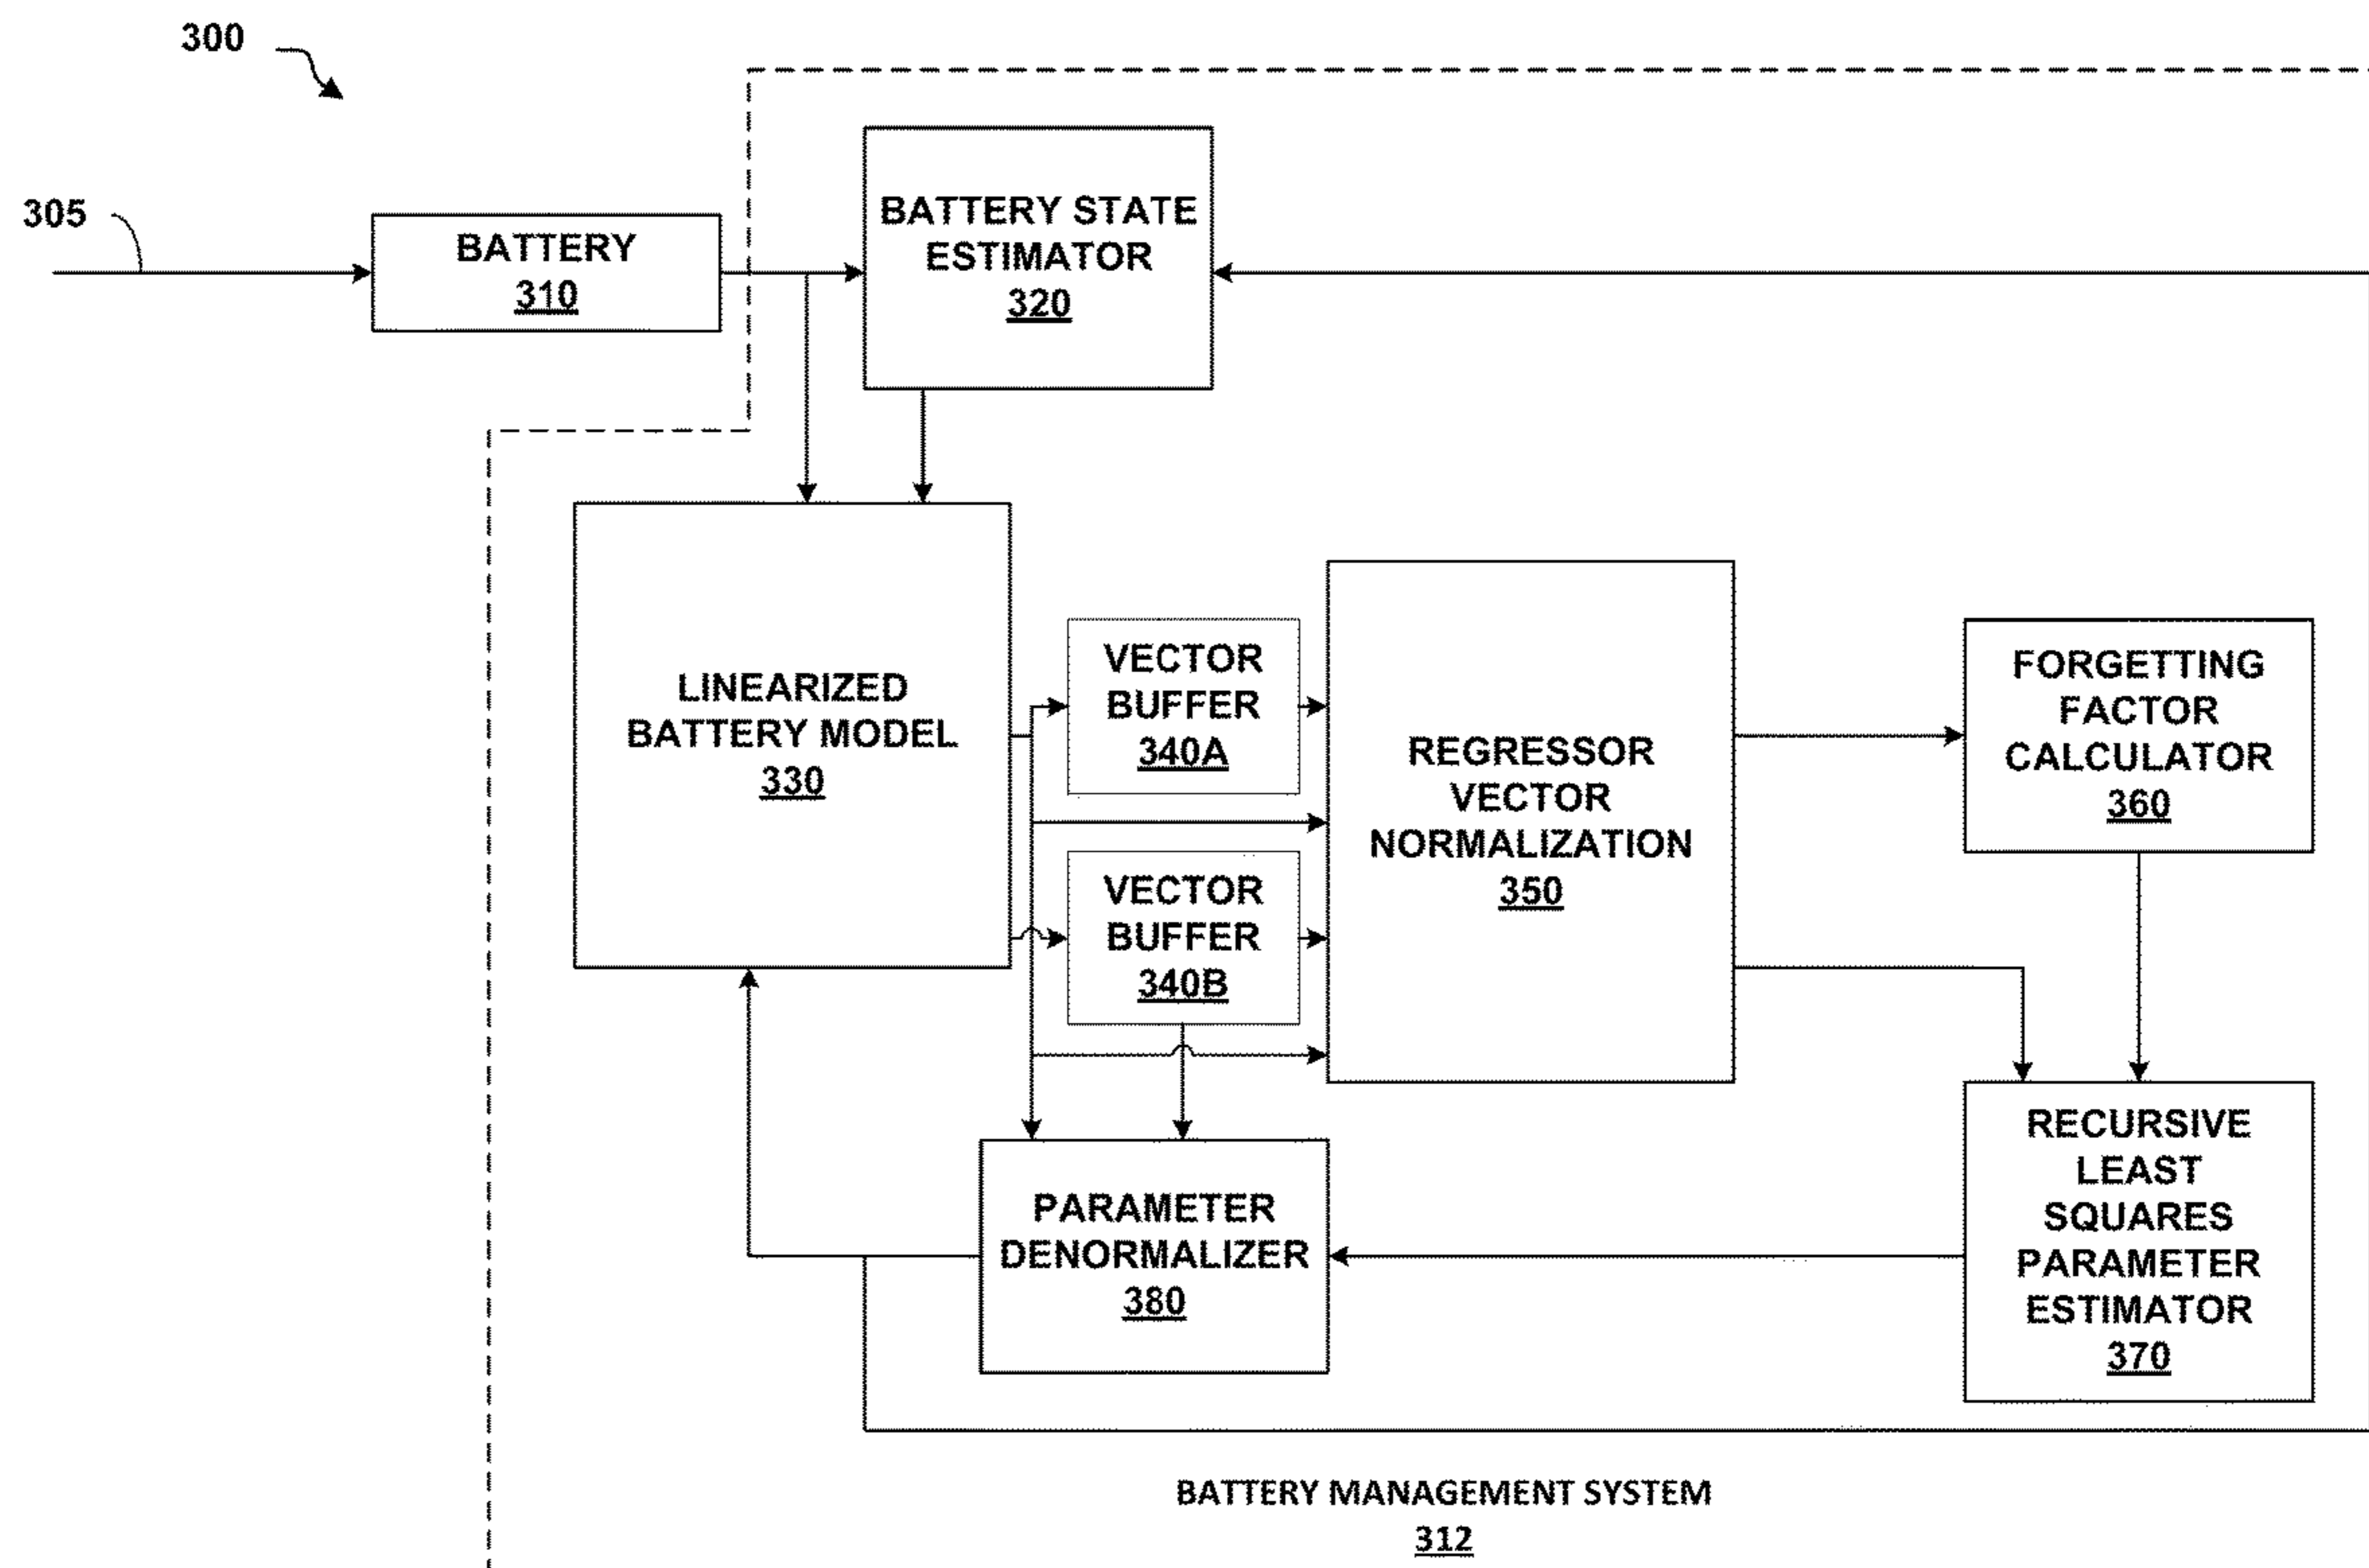 300
305
BATTERY
310
BATTERY STATE
ESTIMATOR
320
LINEARIZED
BATTERY MODEL
330
VECTOR
BUFFER
340A
VECTOR
BUFFER
340B
REGRESSOR
VECTOR
NORMALIZATION
350
FORGETTING
FACTOR
CALCULATOR
360
RECURSIVE
LEAST
SQUARES
PARAMETER
ESTIMATOR
370
PARAMETER
DENORMALIZER
380
BATTERY MANAGEMENT SYSTEM
312